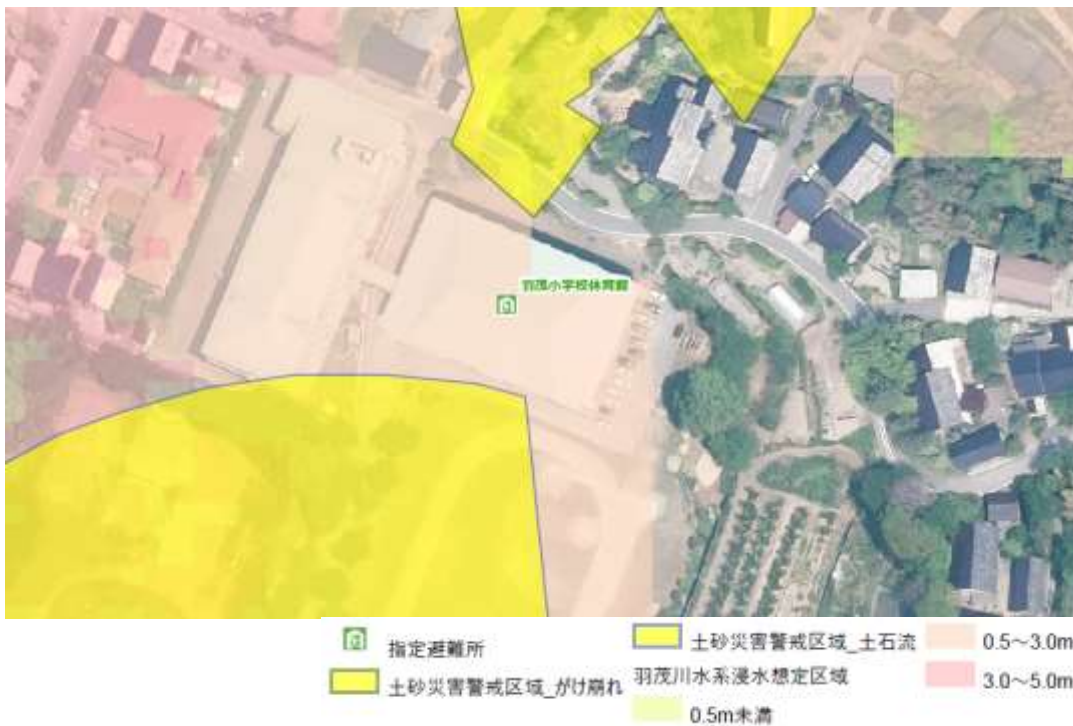 羽茂小学校体育館
指定避難所
土砂災害警戒区域_がけ崩れ
土砂災害警戒区域_土石流
羽茂川水系浸水想定区域
0.5m未満
0.5～3.0m
3.0～5.0m